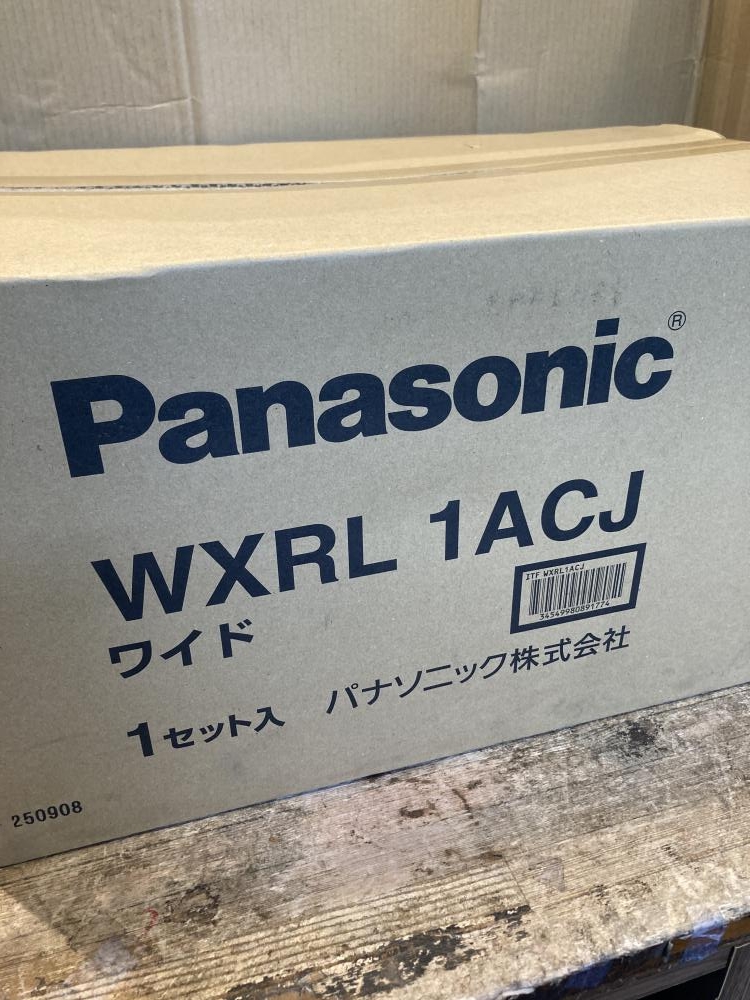 Panasonic®
WXRL 1ACJ
ワイド
ITF WXRL1ACJ
34549980891774
1セット入 パナソニック株式会社
250908